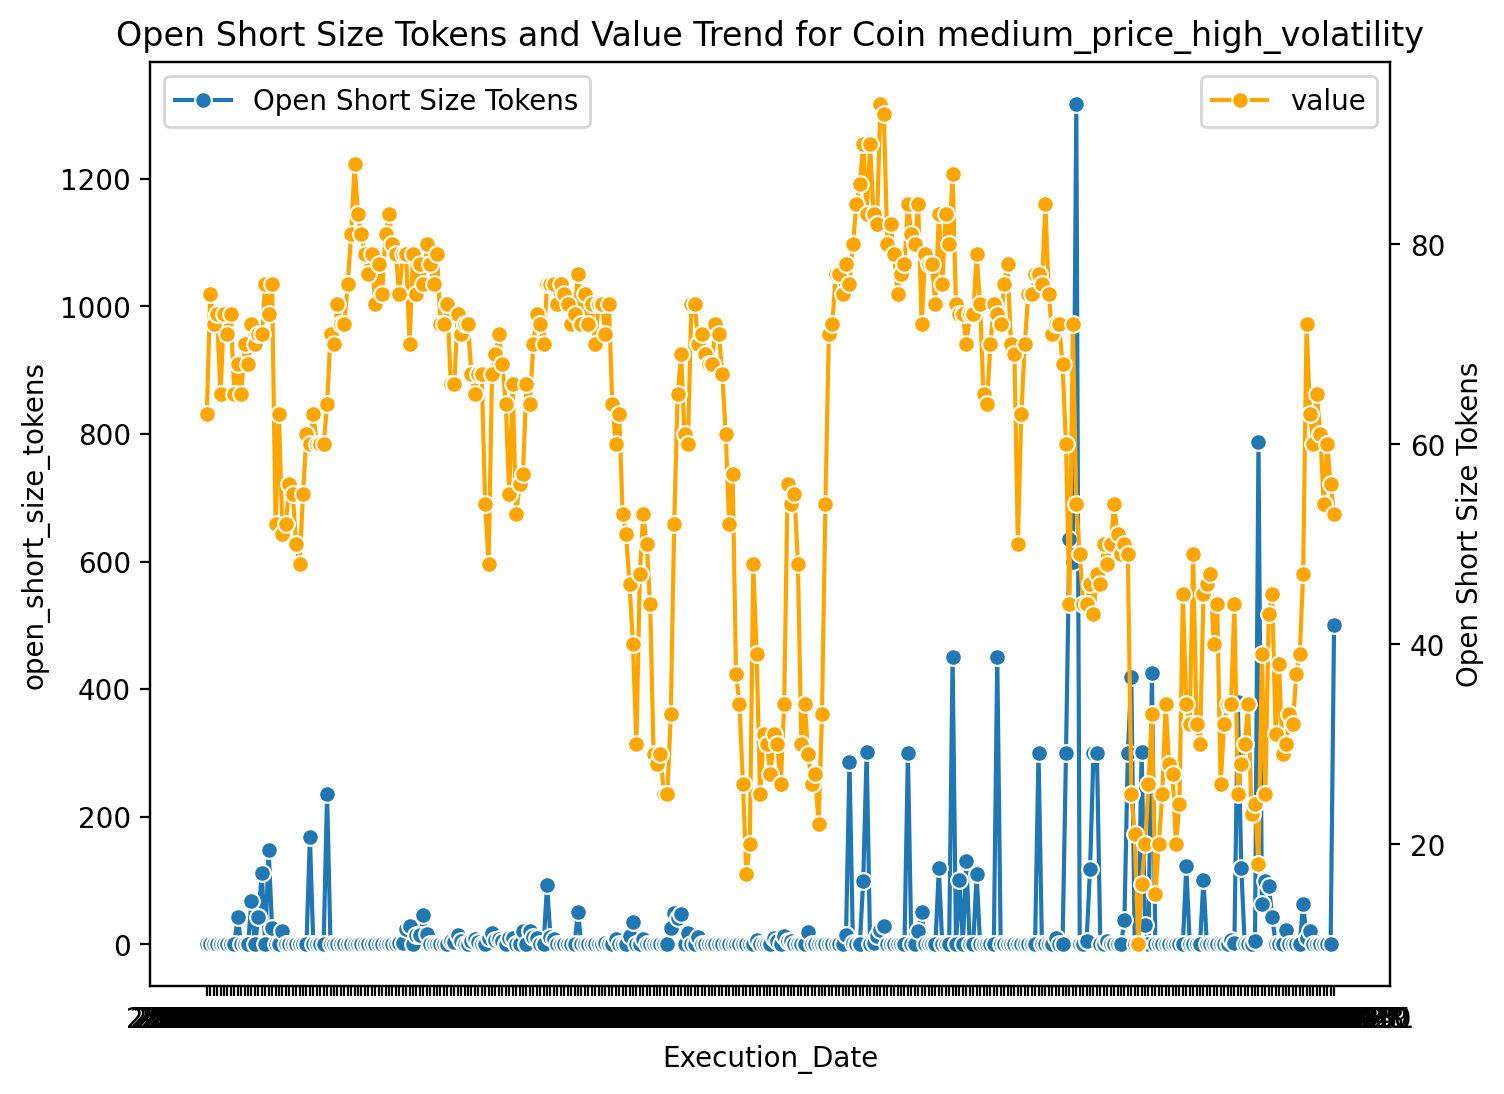 Open Short Size Tokens and Value Trend for Coin medium_price_high_volatility
Open Short Size Tokens
value
open_short_size_tokens
1200
1000
800
600
400
200
0
80
60
40
20
Open Short Size Tokens
Execution_Date